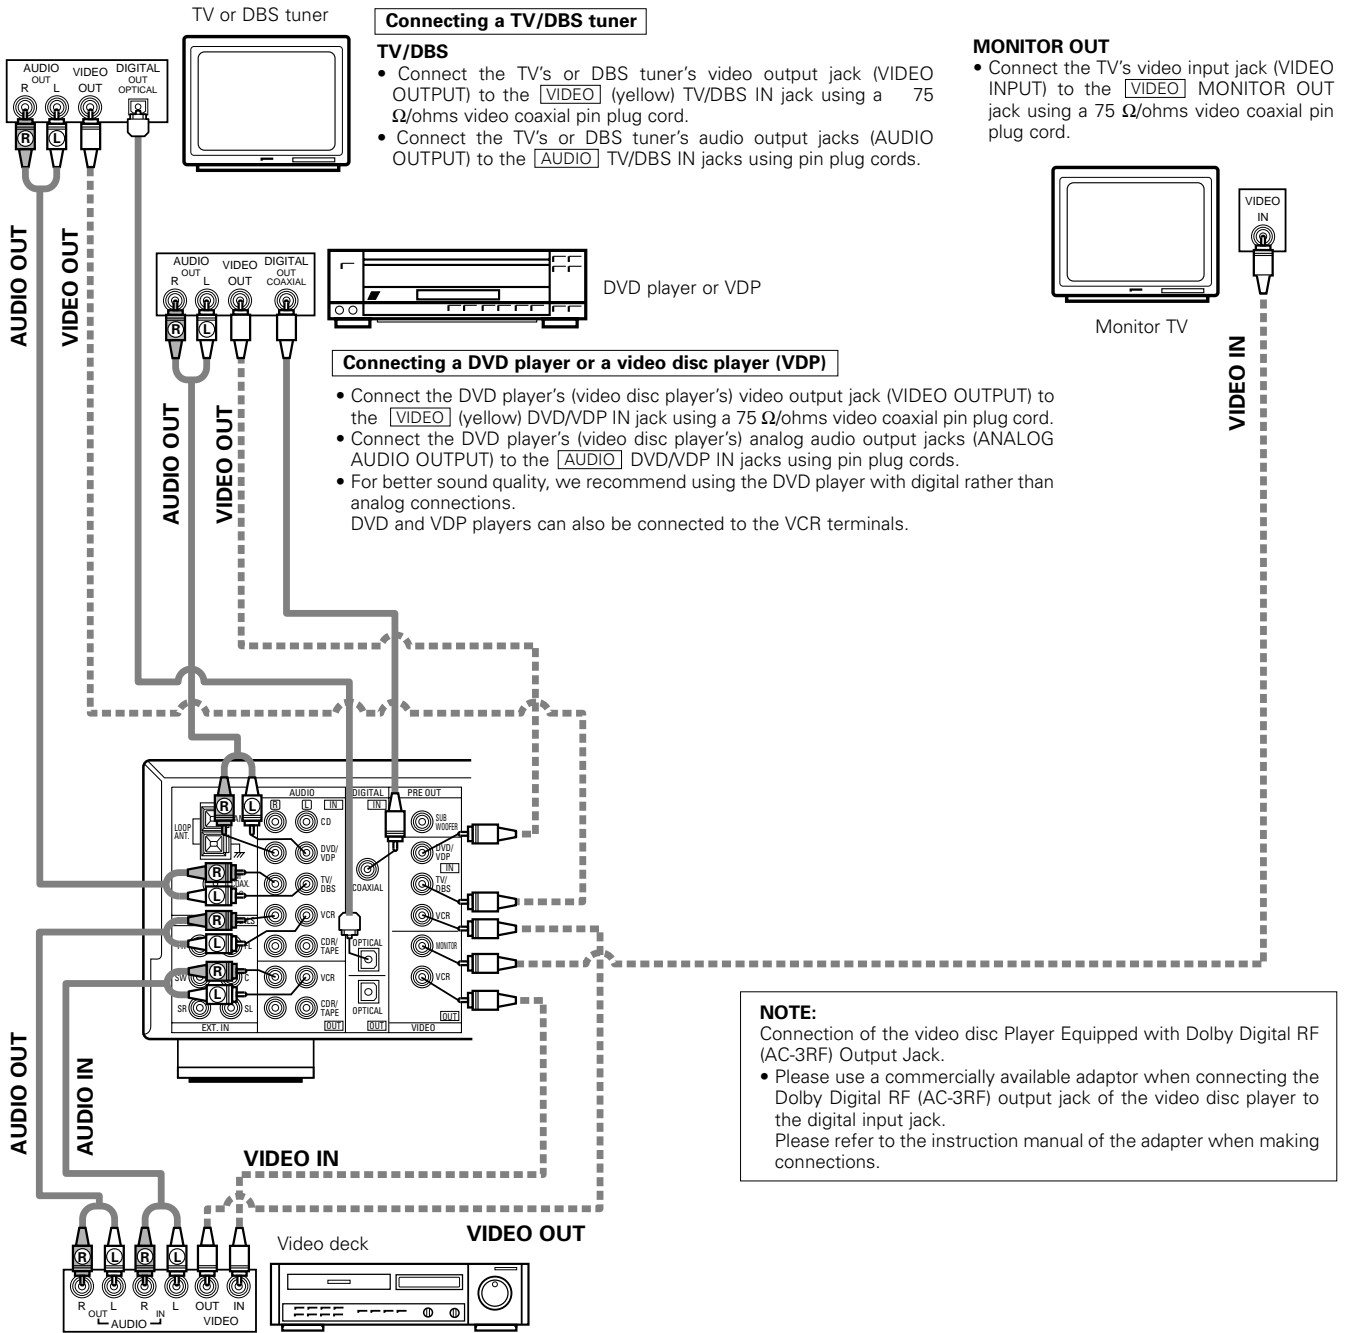 TV or DBS tuner
AUDIO
OUT
R L
VIDEO
OUT
DIGITAL
OUT
OPTICAL
R L
Connecting a TV/DBS tuner
TV/DBS
• Connect the TV's or DBS tuner's video output jack (VIDEO
OUTPUT) to the VIDEO (yellow) TV/DBS IN jack using a 75
Ω/ohms video coaxial pin plug cord.
• Connect the TV's or DBS tuner's audio output jacks (AUDIO
OUTPUT) to the AUDIO TV/DBS IN jacks using pin plug cords.
MONITOR OUT
• Connect the TV's video input jack (VIDEO
INPUT) to the VIDEO MONITOR OUT
jack using a 75 Ω/ohms video coaxial pin
plug cord.
VIDEO
IN
Monitor TV
VIDEO IN
AUDIO OUT
VIDEO OUT
AUDIO
OUT
R L
VIDEO
OUT
DIGITAL
OUT
COAXIAL
R L
DVD player or VDP
Connecting a DVD player or a video disc player (VDP)
• Connect the DVD player's (video disc player's) video output jack (VIDEO OUTPUT) to
the VIDEO (yellow) DVD/VDP IN jack using a 75 Ω/ohms video coaxial pin plug cord.
• Connect the DVD player's (video disc player's) analog audio output jacks (ANALOG
AUDIO OUTPUT) to the AUDIO DVD/VDP IN jacks using pin plug cords.
• For better sound quality, we recommend using the DVD player with digital rather than
analog connections.
DVD and VDP players can also be connected to the VCR terminals.
AUDIO OUT
VIDEO OUT
AUDIO
R L IN
DIGITAL
IN
PRE OUT
R L
LOOP
ANT.
CD
SUB
WOOFER
DVD/
VDP
DVD/
VDP
IN
R
COAX.
TV/
DBS
COAXIAL
TV/
DBS
L
R
VCR
VCR
L
FL
CDR/
TAPE
OPTICAL
MONITOR
SW R C
VCR
VCR
L
SR SL
CDR/
TAPE
OPTICAL
EXT. IN
OUT
OUT
OUT
VIDEO
NOTE:
Connection of the video disc Player Equipped with Dolby Digital RF
(AC-3RF) Output Jack.
• Please use a commercially available adaptor when connecting the
Dolby Digital RF (AC-3RF) output jack of the video disc player to
the digital input jack.
Please refer to the instruction manual of the adapter when making
connections.
AUDIO OUT
AUDIO IN
VIDEO IN
VIDEO OUT
Video deck
R L R L
R L R L OUT IN
OUT IN
AUDIO VIDEO